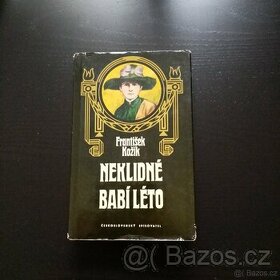 František
Kožík
NEKLIDNÉ
BABÍ LÉTO
ČESKOSLOVENSKÝ SPISOVATEL
Bazos.cz